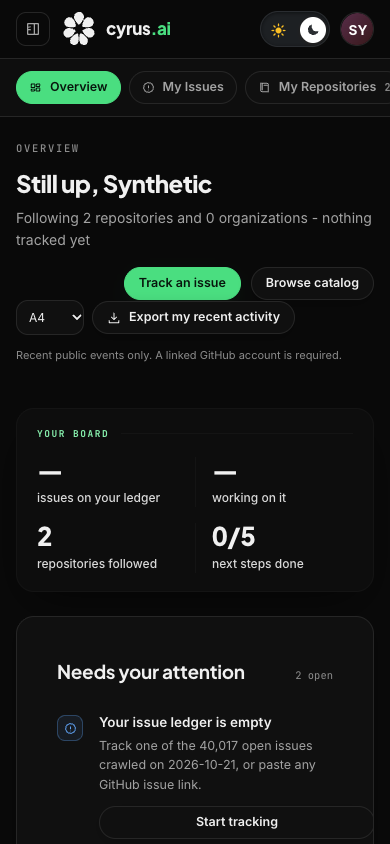 cyrus.ai
SY
Overview
My Issues
My Repositories 2
OVERVIEW
Still up, Synthetic
Following 2 repositories and 0 organizations - nothing
tracked yet
Track an issue
Browse catalog
A4
Export my recent activity
Recent public events only. A linked GitHub account is required.
YOUR BOARD
— —
issues on your ledger working on it
2 0/5
repositories followed next steps done
Needs your attention 2 open
Your issue ledger is empty
Track one of the 40,017 open issues
crawled on 2026-10-21, or paste any
GitHub issue link.
Start tracking